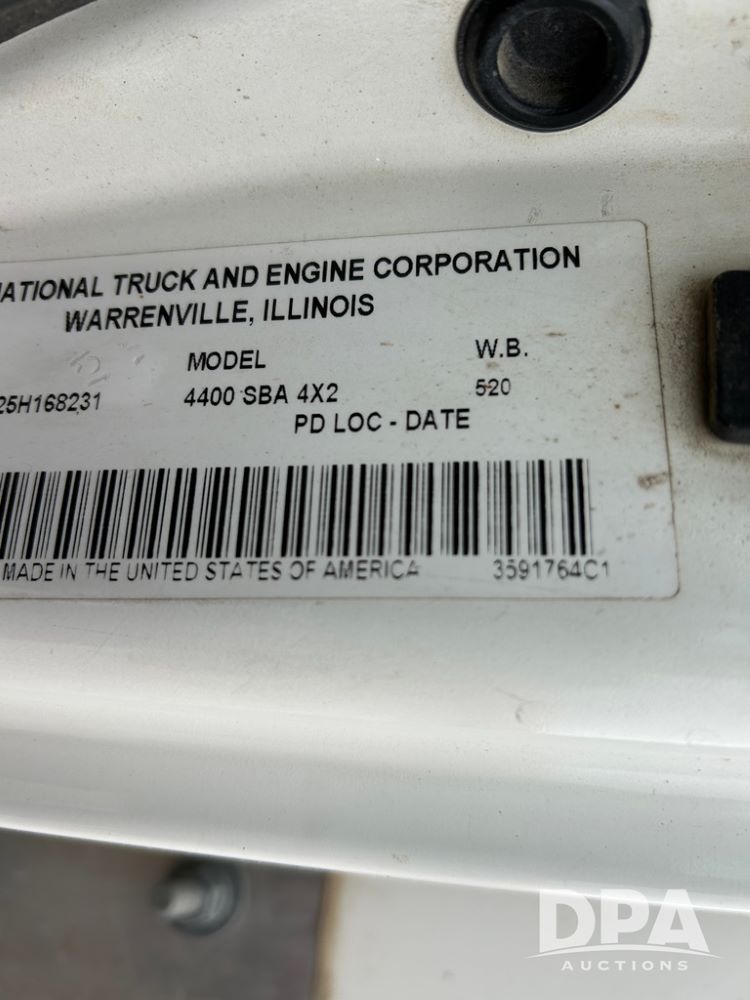 NATIONAL TRUCK AND ENGINE CORPORATION
WARRENVILLE, ILLINOIS
MODEL W.B.
25H168231 4400 SBA 4X2 520
PD LOC - DATE
MADE IN THE UNITED STATES OF AMERICA 3591764C1
DPA
AUCTIONS